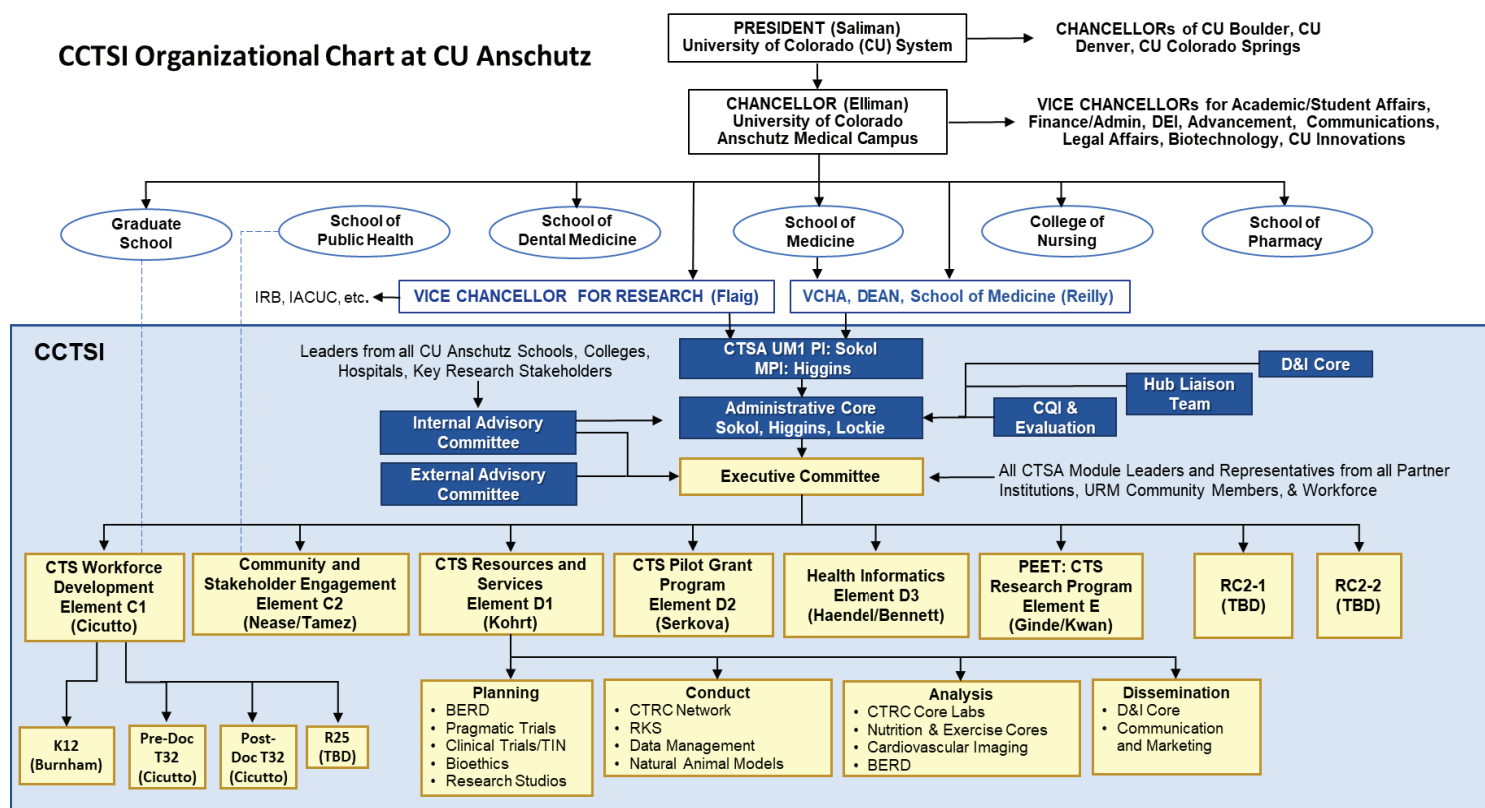 CCTSI Organizational Chart at CU Anschutz
PRESIDENT (Saliman)
University of Colorado (CU) System
CHANCELLORs of CU Boulder, CU
Denver, CU Colorado Springs
CHANCELLOR (Elliman)
University of Colorado
Anschutz Medical Campus
VICE CHANCELLORs for Academic/Student Affairs,
Finance/Admin, DEI, Advancement, Communications,
Legal Affairs, Biotechnology, CU Innovations
Graduate
School
School of
Public Health
School of
Dental Medicine
School of
Medicine
College of
Nursing
School of
Pharmacy
IRB, IACUC, etc.
VICE CHANCELLOR FOR RESEARCH (Flaig)
VCHA, DEAN, School of Medicine (Reilly)
CCTSI
Leaders from all CU Anschutz Schools, Colleges,
Hospitals, Key Research Stakeholders
CTSA UM1 PI: Sokol
MPI: Higgins
D&I Core
Hub Liaison
Team
CQI &
Evaluation
Internal Advisory
Committee
Administrative Core
Sokol, Higgins, Lockie
External Advisory
Committee
Executive Committee
All CTSA Module Leaders and Representatives from all Partner
Institutions, URM Community Members, & Workforce
CTS Workforce
Development
Element C1
(Cicutto)
Community and
Stakeholder Engagement
Element C2
(Nease/Tamez)
CTS Resources and
Services
Element D1
(Kohrt)
CTS Pilot Grant
Program
Element D2
(Serkova)
Health Informatics
Element D3
(Haendel/Bennett)
PEET: CTS
Research Program
Element E
(Ginde/Kwan)
RC2-1
(TBD)
RC2-2
(TBD)
K12
(Burnham)
Pre-Doc
T32
(Cicutto)
Post-
Doc T32
(Cicutto)
R25
(TBD)
Planning
• BERD
• Pragmatic Trials
• Clinical Trials/TIN
• Bioethics
• Research Studios
Conduct
• CTRC Network
• RKS
• Data Management
• Natural Animal Models
Analysis
• CTRC Core Labs
• Nutrition & Exercise Cores
• Cardiovascular Imaging
• BERD
Dissemination
• D&I Core
• Communication
and Marketing